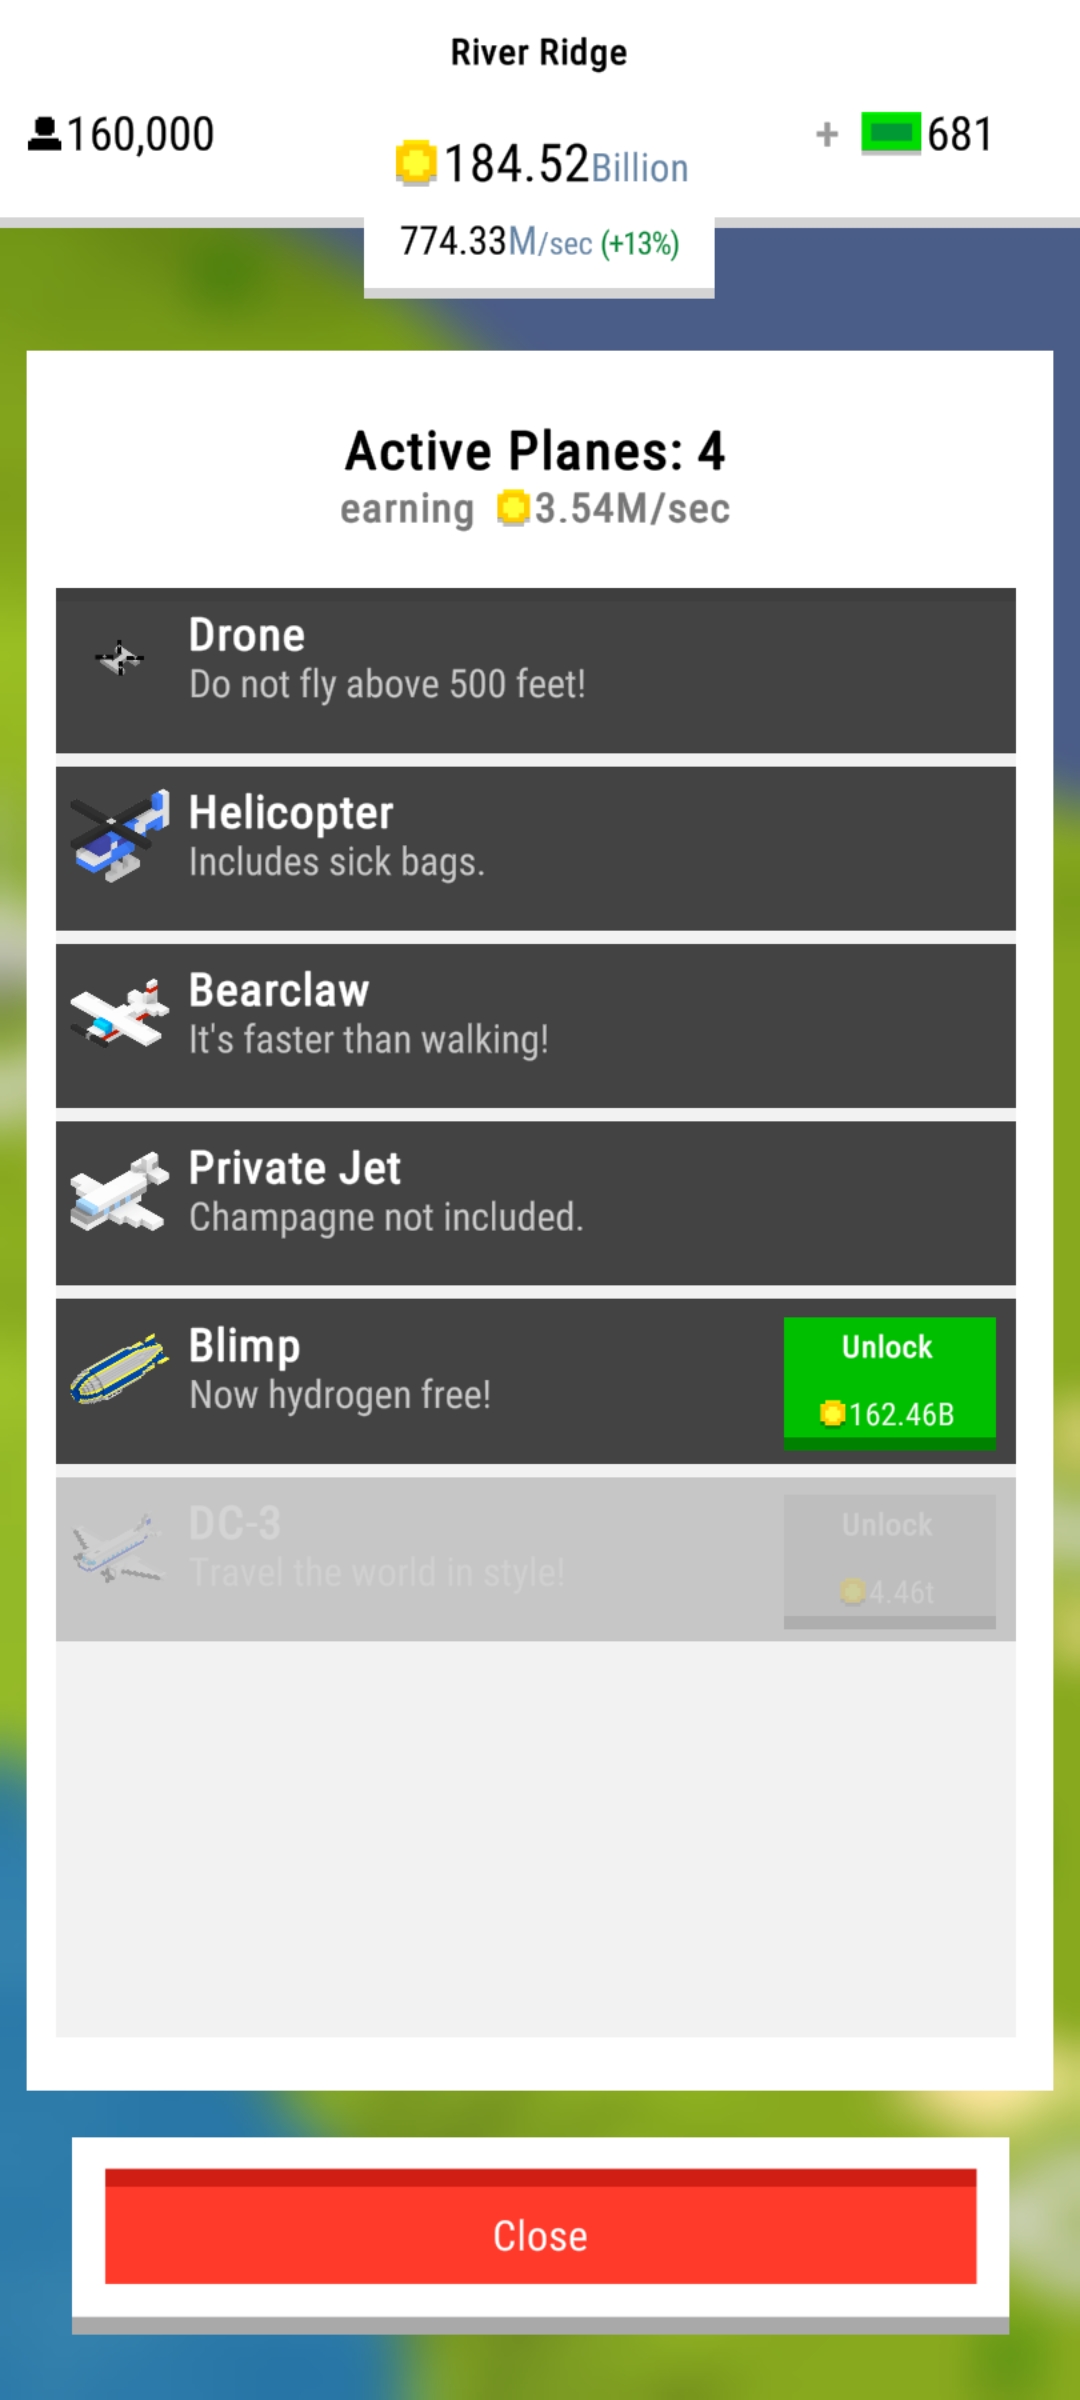 River Ridge
160,000
184.52Billion
+ 681
774.33M/sec (+13%)
Active Planes: 4
earning 3.54M/sec
Drone
Do not fly above 500 feet!
Helicopter
Includes sick bags.
Bearclaw
It's faster than walking!
Private Jet
Champagne not included.
Blimp
Now hydrogen free!
Unlock
162.46B
DC-3
Travel the world in style!
Unlock
4.46t
Close